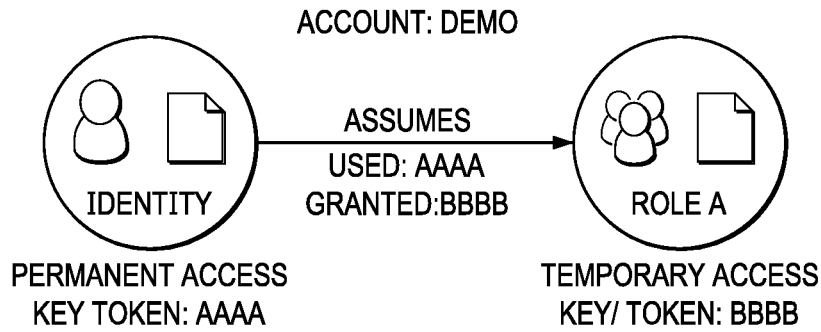 ACCOUNT: DEMO
ASSUMES
USED: AAAA
GRANTED:BBBB
IDENTITY
ROLE A
PERMANENT ACCESS
KEY TOKEN: AAAA
TEMPORARY ACCESS
KEY/ TOKEN: BBBB